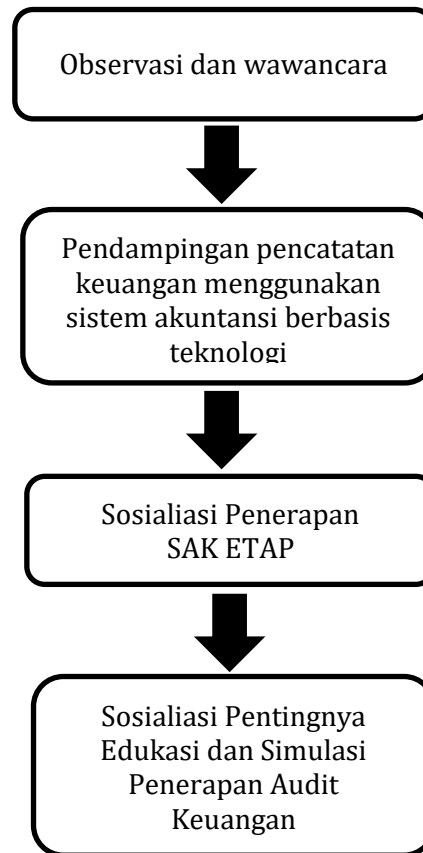 Observasi dan wawancara
Pendampingan pencatatan
keuangan menggunakan
sistem akuntansi berbasis
teknologi
Sosialiasi Penerapan
SAK ETAP
Sosialiasi Pentingnya
Edukasi dan Simulasi
Penerapan Audit
Keuangan